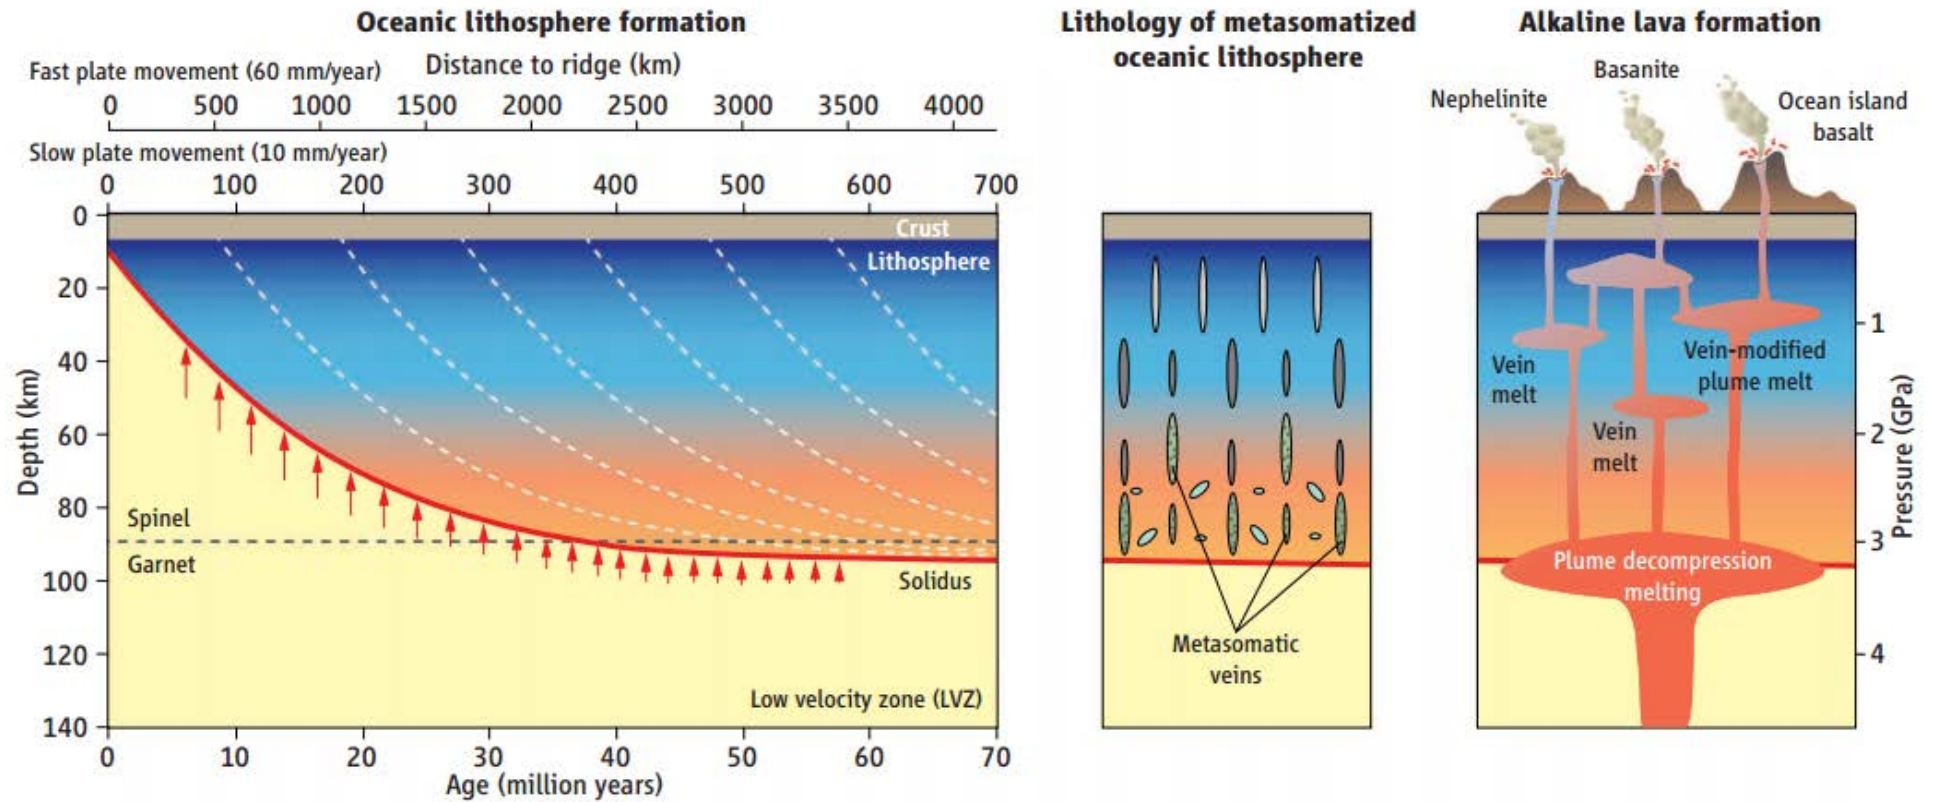 Oceanic lithosphere formation
Fast plate movement (60 mm/year)
Distance to ridge (km)
0 500 1000 1500 2000 2500 3000 3500 4000
Slow plate movement (10 mm/year)
0 100 200 300 400 500 600 700
Depth (km)
0
20
40
60
80
100
120
140
Crust
Lithosphere
Spinel
Garnet
Solidus
Low velocity zone (LVZ)
0 10 20 30 40 50 60 70
Age (million years)
Lithology of metasomatized
oceanic lithosphere
Metasomatic
veins
Alkaline lava formation
Nephelinite
Basanite
Ocean island
basalt
Vein
melt
Vein
melt
Vein-modified
plume melt
Plume decompression
melting
1
2
3
4
Pressure (GPa)